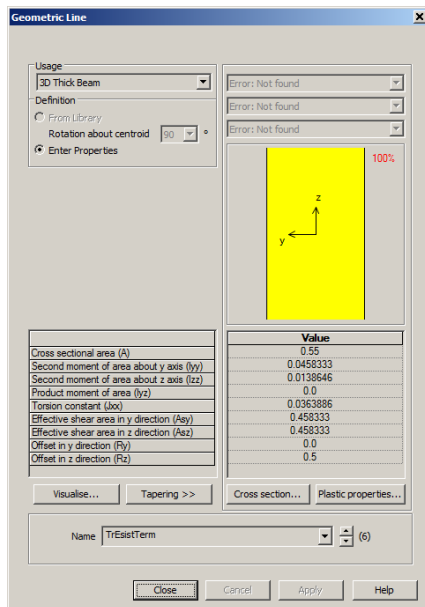 Geometric Line
Usage
3D Thick Beam
Definition
From Library
Rotation about centroid 90 °
Enter Properties
Error: Not found
Error: Not found
Error: Not found
100%
z
y
Value
Cross sectional area (A) 0.55
Second moment of area about y axis (Iyy) 0.0458333
Second moment of area about z axis (Izz) 0.0138646
Product moment of area (Iyz) 0.0
Torsion constant (Jxx) 0.0363886
Effective shear area in y direction (Asy) 0.458333
Effective shear area in z direction (Asz) 0.458333
Offset in y direction (Ry) 0.0
Offset in z direction (Rz) 0.5
Visualise... Tapering >> Cross section... Plastic properties...
Name TrEsistTerm (6)
Close Cancel Apply Help